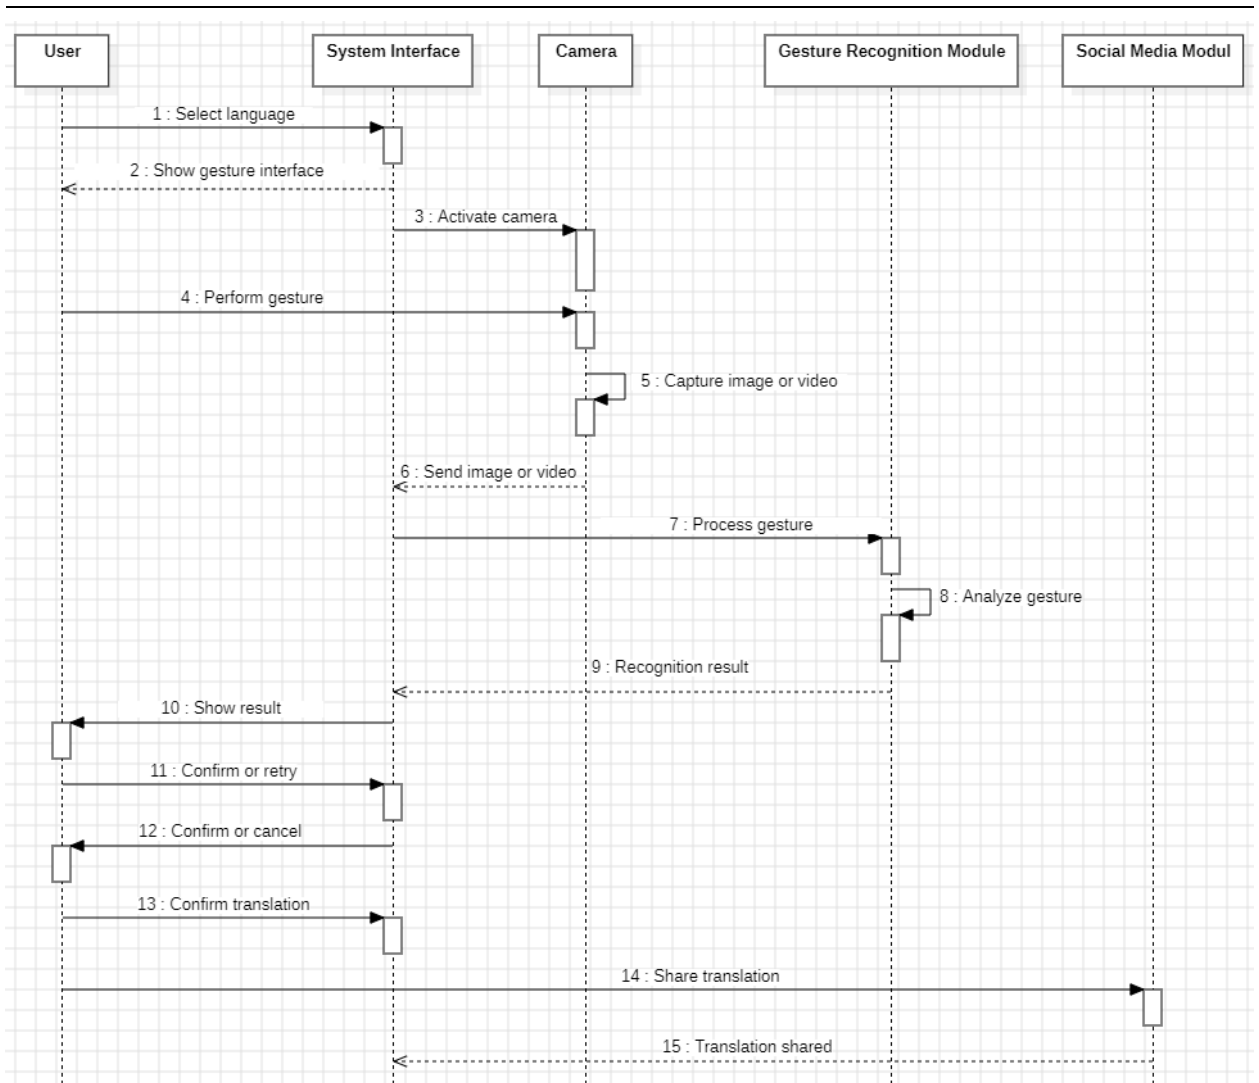 User
System Interface
Camera
Gesture Recognition Module
Social Media Modul
1 : Select language
2 : Show gesture interface
3 : Activate camera
4 : Perform gesture
5 : Capture image or video
6 : Send image or video
7 : Process gesture
8 : Analyze gesture
9 : Recognition result
10 : Show result
11 : Confirm or retry
12 : Confirm or cancel
13 : Confirm translation
14 : Share translation
15 : Translation shared